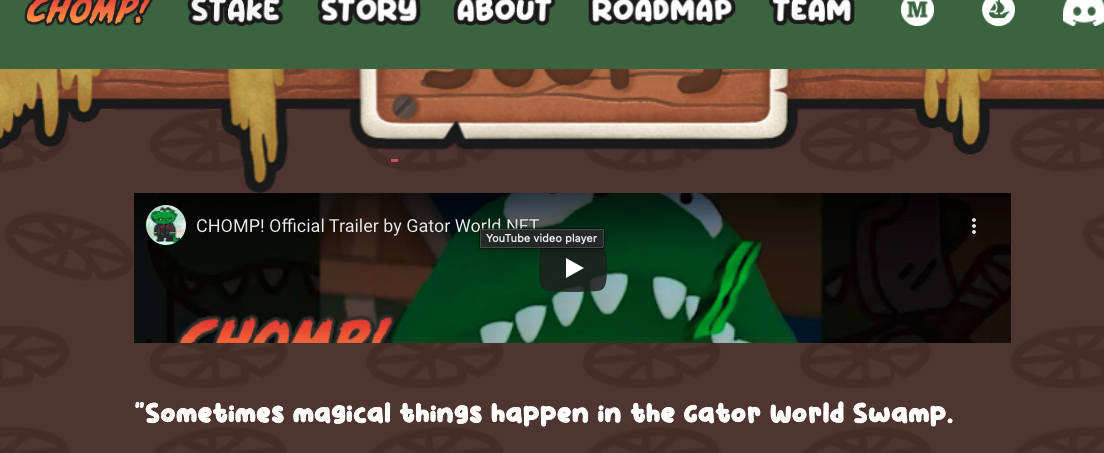 CHOMP! STAKE STORY ABOUT ROADMAP TEAM M
Story
CHOMP! Official Trailer by Gator World NFT
YouTube video player
CHOMP!
"Sometimes magical things happen in the Gator World Swamp.